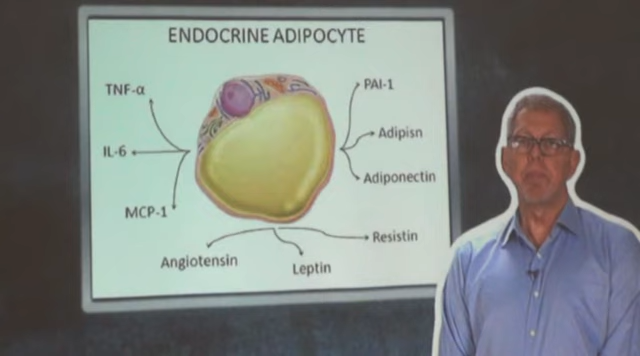 ENDOCRINE ADIPOCYTE
TNF-α
PAI-1
IL-6
Adipisn
Adiponectin
MCP-1
Resistin
Angiotensin
Leptin